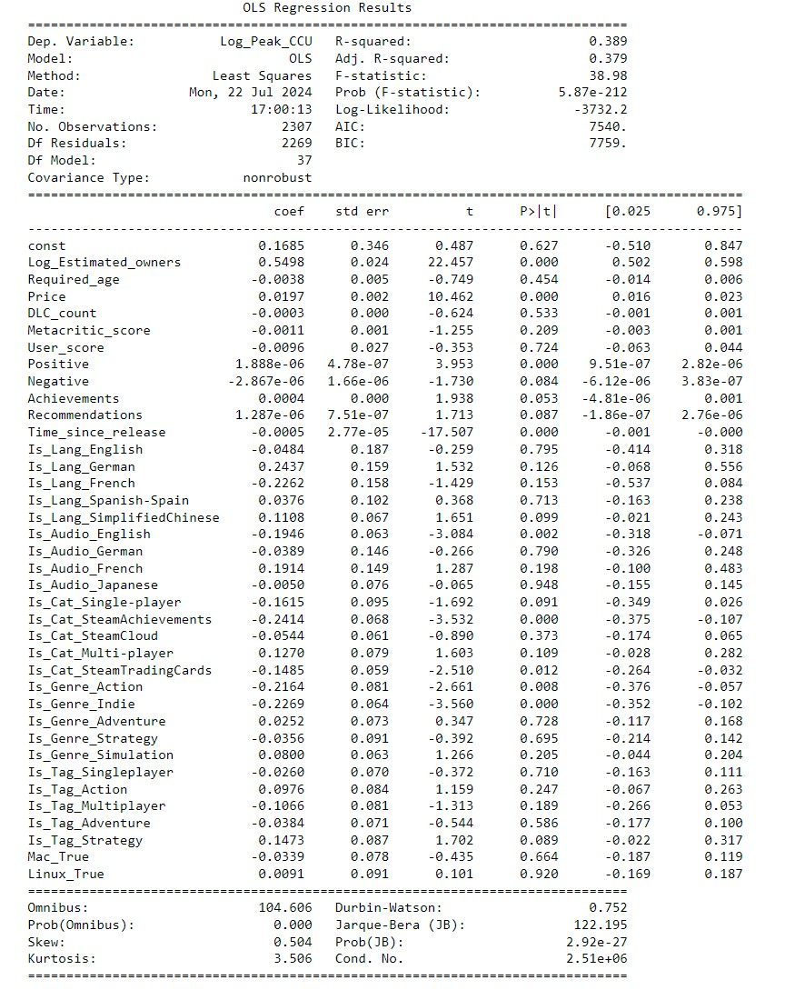 OLS Regression Results
==============================================================================
Dep. Variable: Log_Peak_CCU R-squared: 0.389
Model: OLS Adj. R-squared: 0.379
Method: Least Squares F-statistic: 38.98
Date: Mon, 22 Jul 2024 Prob (F-statistic): 5.87e-212
Time: 17:00:13 Log-Likelihood: -3732.2
No. Observations: 2307 AIC: 7540.
Df Residuals: 2269 BIC: 7759.
Df Model: 37
Covariance Type: nonrobust
==============================================================================
coef std err t P>|t| [0.025 0.975]
------------------------------------------------------------------------------
const 0.1685 0.346 0.487 0.627 -0.510 0.847
Log_Estimated_owners 0.5498 0.024 22.457 0.000 0.502 0.598
Required_age -0.0038 0.005 -0.749 0.454 -0.014 0.006
Price 0.0197 0.002 10.462 0.000 0.016 0.023
DLC_count -0.0003 0.000 -0.624 0.533 -0.001 0.001
Metacritic_score -0.0011 0.001 -1.255 0.209 -0.003 0.001
User_score -0.0096 0.027 -0.353 0.724 -0.063 0.044
Positive 1.888e-06 4.78e-07 3.953 0.000 9.51e-07 2.82e-06
Negative -2.867e-06 1.66e-06 -1.730 0.084 -6.12e-06 3.83e-07
Achievements 0.0004 0.000 1.938 0.053 -4.81e-06 0.001
Recommendations 1.287e-06 7.51e-07 1.713 0.087 -1.86e-07 2.76e-06
Time_since_release -0.0005 2.77e-05 -17.507 0.000 -0.001 -0.000
Is_Lang_English -0.0484 0.187 -0.259 0.795 -0.414 0.318
Is_Lang_German 0.2437 0.159 1.532 0.126 -0.068 0.556
Is_Lang_French -0.2262 0.158 -1.429 0.153 -0.537 0.084
Is_Lang_Spanish-Spain 0.0376 0.102 0.368 0.713 -0.163 0.238
Is_Lang_SimplifiedChinese 0.1108 0.067 1.651 0.099 -0.021 0.243
Is_Audio_English -0.1946 0.063 -3.084 0.002 -0.318 -0.071
Is_Audio_German -0.0389 0.146 -0.266 0.790 -0.326 0.248
Is_Audio_French 0.1914 0.149 1.287 0.198 -0.100 0.483
Is_Audio_Japanese -0.0050 0.076 -0.065 0.948 -0.155 0.145
Is_Cat_Single-player -0.1615 0.095 -1.692 0.091 -0.349 0.026
Is_Cat_SteamAchievements -0.2414 0.068 -3.532 0.000 -0.375 -0.107
Is_Cat_SteamCloud -0.0544 0.061 -0.890 0.373 -0.174 0.065
Is_Cat_Multi-player 0.1270 0.079 1.603 0.109 -0.028 0.282
Is_Cat_SteamTradingCards -0.1485 0.059 -2.510 0.012 -0.264 -0.032
Is_Genre_Action -0.2164 0.081 -2.661 0.008 -0.376 -0.057
Is_Genre_Indie -0.2269 0.064 -3.560 0.000 -0.352 -0.102
Is_Genre_Adventure 0.0252 0.073 0.347 0.728 -0.117 0.168
Is_Genre_Strategy -0.0356 0.091 -0.392 0.695 -0.214 0.142
Is_Genre_Simulation 0.0800 0.063 1.266 0.205 -0.044 0.204
Is_Tag_Singleplayer -0.0260 0.070 -0.372 0.710 -0.163 0.111
Is_Tag_Action 0.0976 0.084 1.159 0.247 -0.067 0.263
Is_Tag_Multiplayer -0.1066 0.081 -1.313 0.189 -0.266 0.053
Is_Tag_Adventure -0.0384 0.071 -0.544 0.586 -0.177 0.100
Is_Tag_Strategy 0.1473 0.087 1.702 0.089 -0.022 0.317
Mac_True -0.0339 0.078 -0.435 0.664 -0.187 0.119
Linux_True 0.0091 0.091 0.101 0.920 -0.169 0.187
==============================================================================
Omnibus: 104.606 Durbin-Watson: 0.752
Prob(Omnibus): 0.000 Jarque-Bera (JB): 122.195
Skew: 0.504 Prob(JB): 2.92e-27
Kurtosis: 3.506 Cond. No. 2.51e+06
==============================================================================